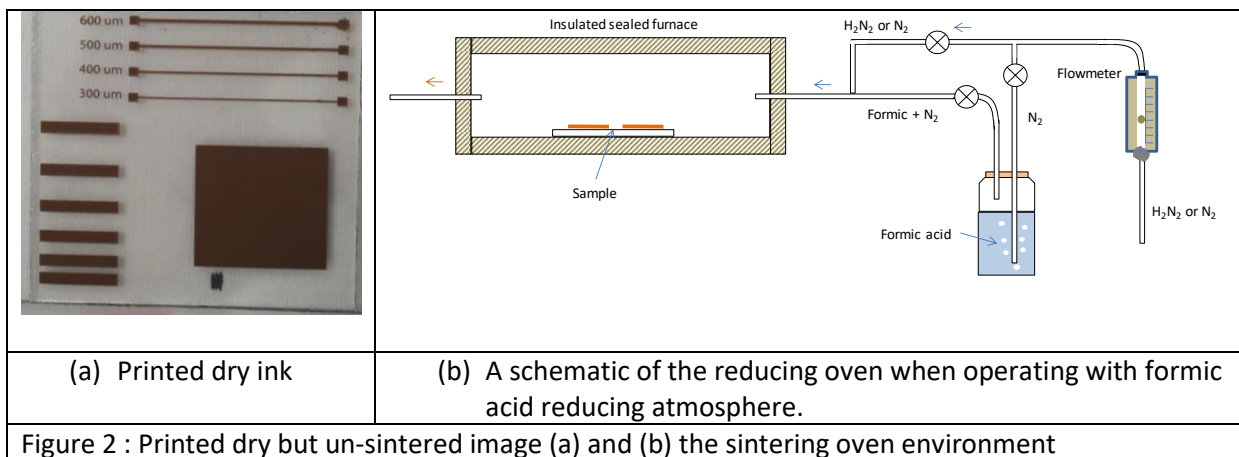 600 um
500 um
400 um
300 um
Insulated sealed furnace
H₂N₂ or N₂
Flowmeter
Formic + N₂
N₂
Sample
Formic acid
H₂N₂ or N₂
(a) Printed dry ink
(b) A schematic of the reducing oven when operating with formic
acid reducing atmosphere.
Figure 2 : Printed dry but un-sintered image (a) and (b) the sintering oven environment